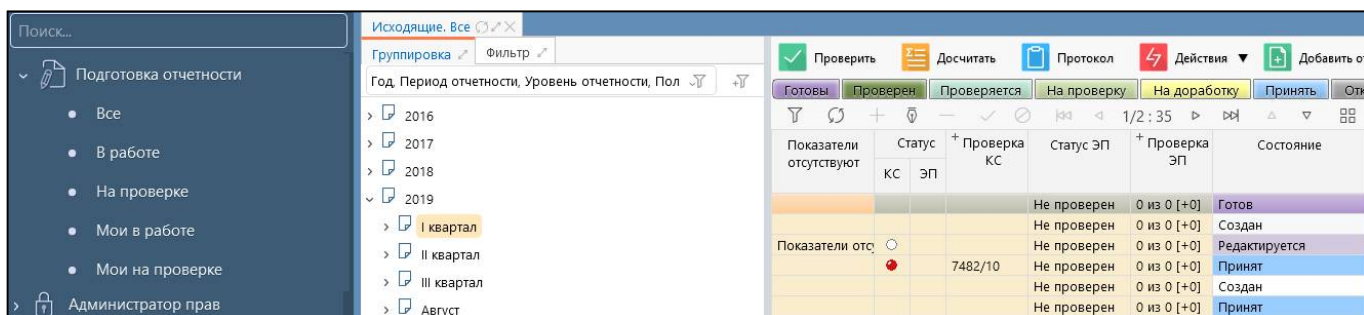 Поиск...
Подготовка отчетности
Все
В работе
На проверке
Мои в работе
Мои на проверке
Администратор прав
Исходящие. Все
Группировка Фильтр
Год, Период отчетности, Уровень отчетности, Пол
2016
2017
2018
2019
I квартал
II квартал
III квартал
Август
Проверить Досчитать Протокол Действия ▼ Добавить от
Готовы Проверен Проверяется На проверку На доработку Принять Отк
1/2 : 35
Показатели отсутствуют Статус + Проверка КС Статус ЭП + Проверка ЭП Состояние
КС ЭП
Не проверен 0 из 0 [+0] Готов
Не проверен 0 из 0 [+0] Создан
Показатели отс Не проверен 0 из 0 [+0] Редактируется
7482/10 Не проверен 0 из 0 [+0] Принят
Не проверен 0 из 0 [+0] Создан
Не проверен 0 из 0 [+0] Принят